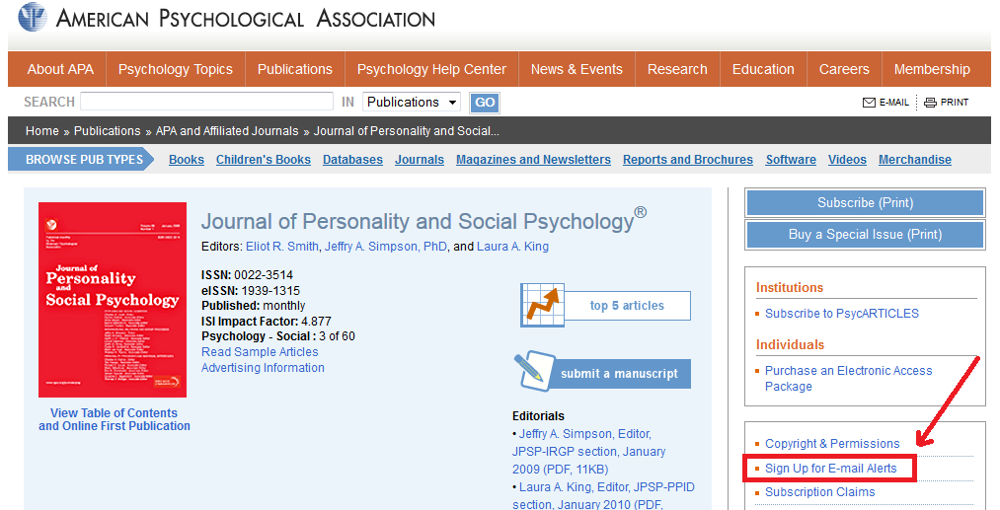 AMERICAN PSYCHOLOGICAL ASSOCIATION
About APA
Psychology Topics
Publications
Psychology Help Center
News & Events
Research
Education
Careers
Membership
SEARCH
IN
Publications
GO
E-MAIL
PRINT
Home » Publications » APA and Affiliated Journals » Journal of Personality and Social...
BROWSE PUB TYPES
Books
Children's Books
Databases
Journals
Magazines and Newsletters
Reports and Brochures
Software
Videos
Merchandise
Journal of
Personality
and
Social Psychology
View Table of Contents
and Online First Publication
Journal of Personality and Social Psychology®
Editors: Eliot R. Smith, Jeffry A. Simpson, PhD, and Laura A. King
ISSN: 0022-3514
eISSN: 1939-1315
Published: monthly
ISI Impact Factor: 4.877
Psychology - Social : 3 of 60
Read Sample Articles
Advertising Information
top 5 articles
submit a manuscript
Editorials
• Jeffry A. Simpson, Editor,
JPSP-IRGP section, January
2009 (PDF, 11KB)
• Laura A. King, Editor, JPSP-PPID
section, January 2010 (PDF,
Subscribe (Print)
Buy a Special Issue (Print)
Institutions
Subscribe to PsycARTICLES
Individuals
Purchase an Electronic Access
Package
Copyright & Permissions
Sign Up for E-mail Alerts
Subscription Claims